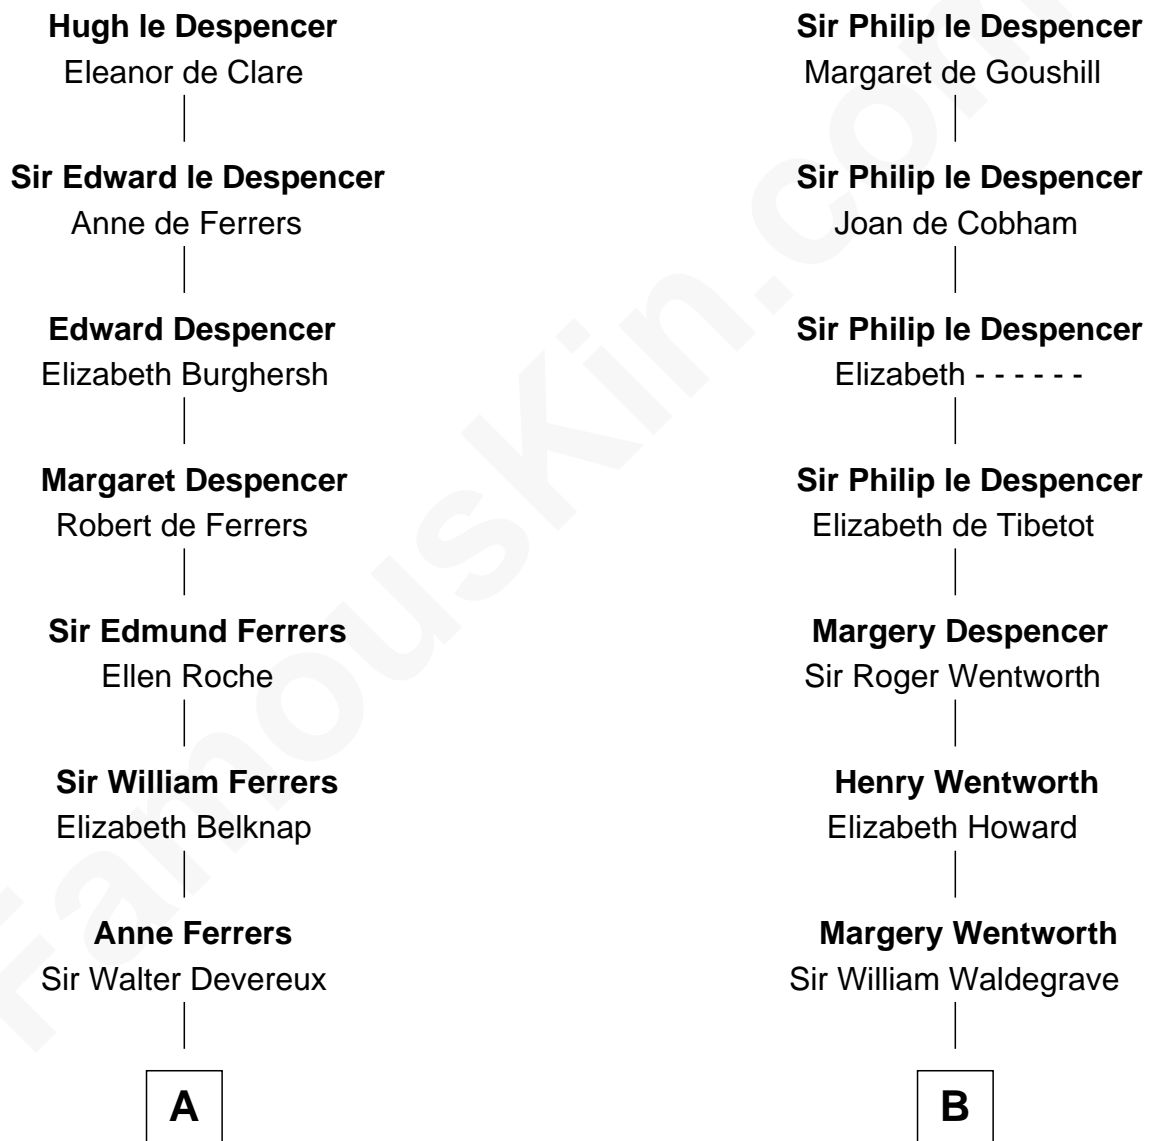 Hugh le Despencer
Eleanor de Clare
Sir Edward le Despencer
Anne de Ferrers
Edward Despencer
Elizabeth Burghersh
Margaret Despencer
Robert de Ferrers
Sir Edmund Ferrers
Ellen Roche
Sir William Ferrers
Elizabeth Belknap
Anne Ferrers
Sir Walter Devereux
A
Sir Philip le Despencer
Margaret de Goushill
Sir Philip le Despencer
Joan de Cobham
Sir Philip le Despencer
Elizabeth - - - - - -
Sir Philip le Despencer
Elizabeth de Tibetot
Margery Despencer
Sir Roger Wentworth
Henry Wentworth
Elizabeth Howard
Margery Wentworth
Sir William Waldegrave
B
FamousKin.com